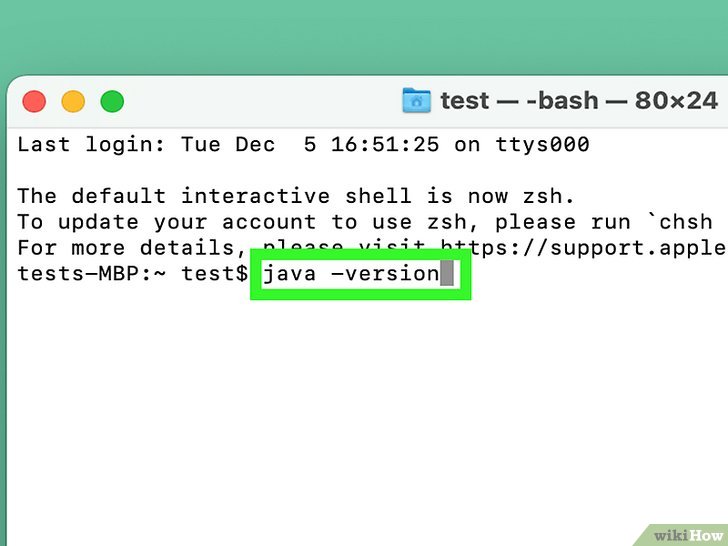 test — -bash — 80×24
Last login: Tue Dec  5 16:51:25 on ttys000
The default interactive shell is now zsh.
To update your account to use zsh, please run `chsh
For more details, please visit https://support.apple
tests-MBP:~ test$ java -version
wikiHow